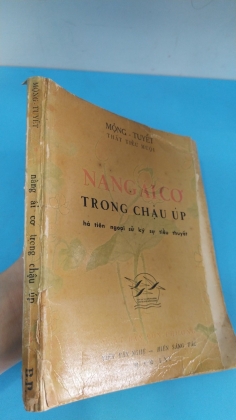 MỘNG-TUYẾT
THẤT TIỂU MUỘI
NÀNG ÁI CƠ
TRONG CHẬU ÚP
hà tiên ngoại sử ký sự tiểu thuyết
MỘNG TUYẾT
nàng ái cơ trong chậu úp